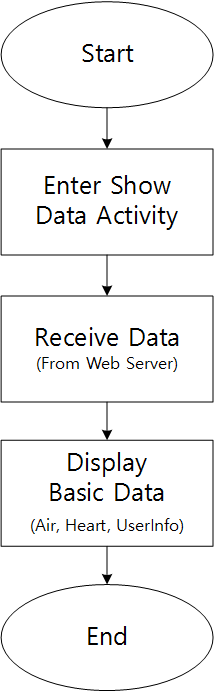 Start
Enter Show
Data Activity
Receive Data
(From Web Server)
Display
Basic Data
(Air, Heart, UserInfo)
End